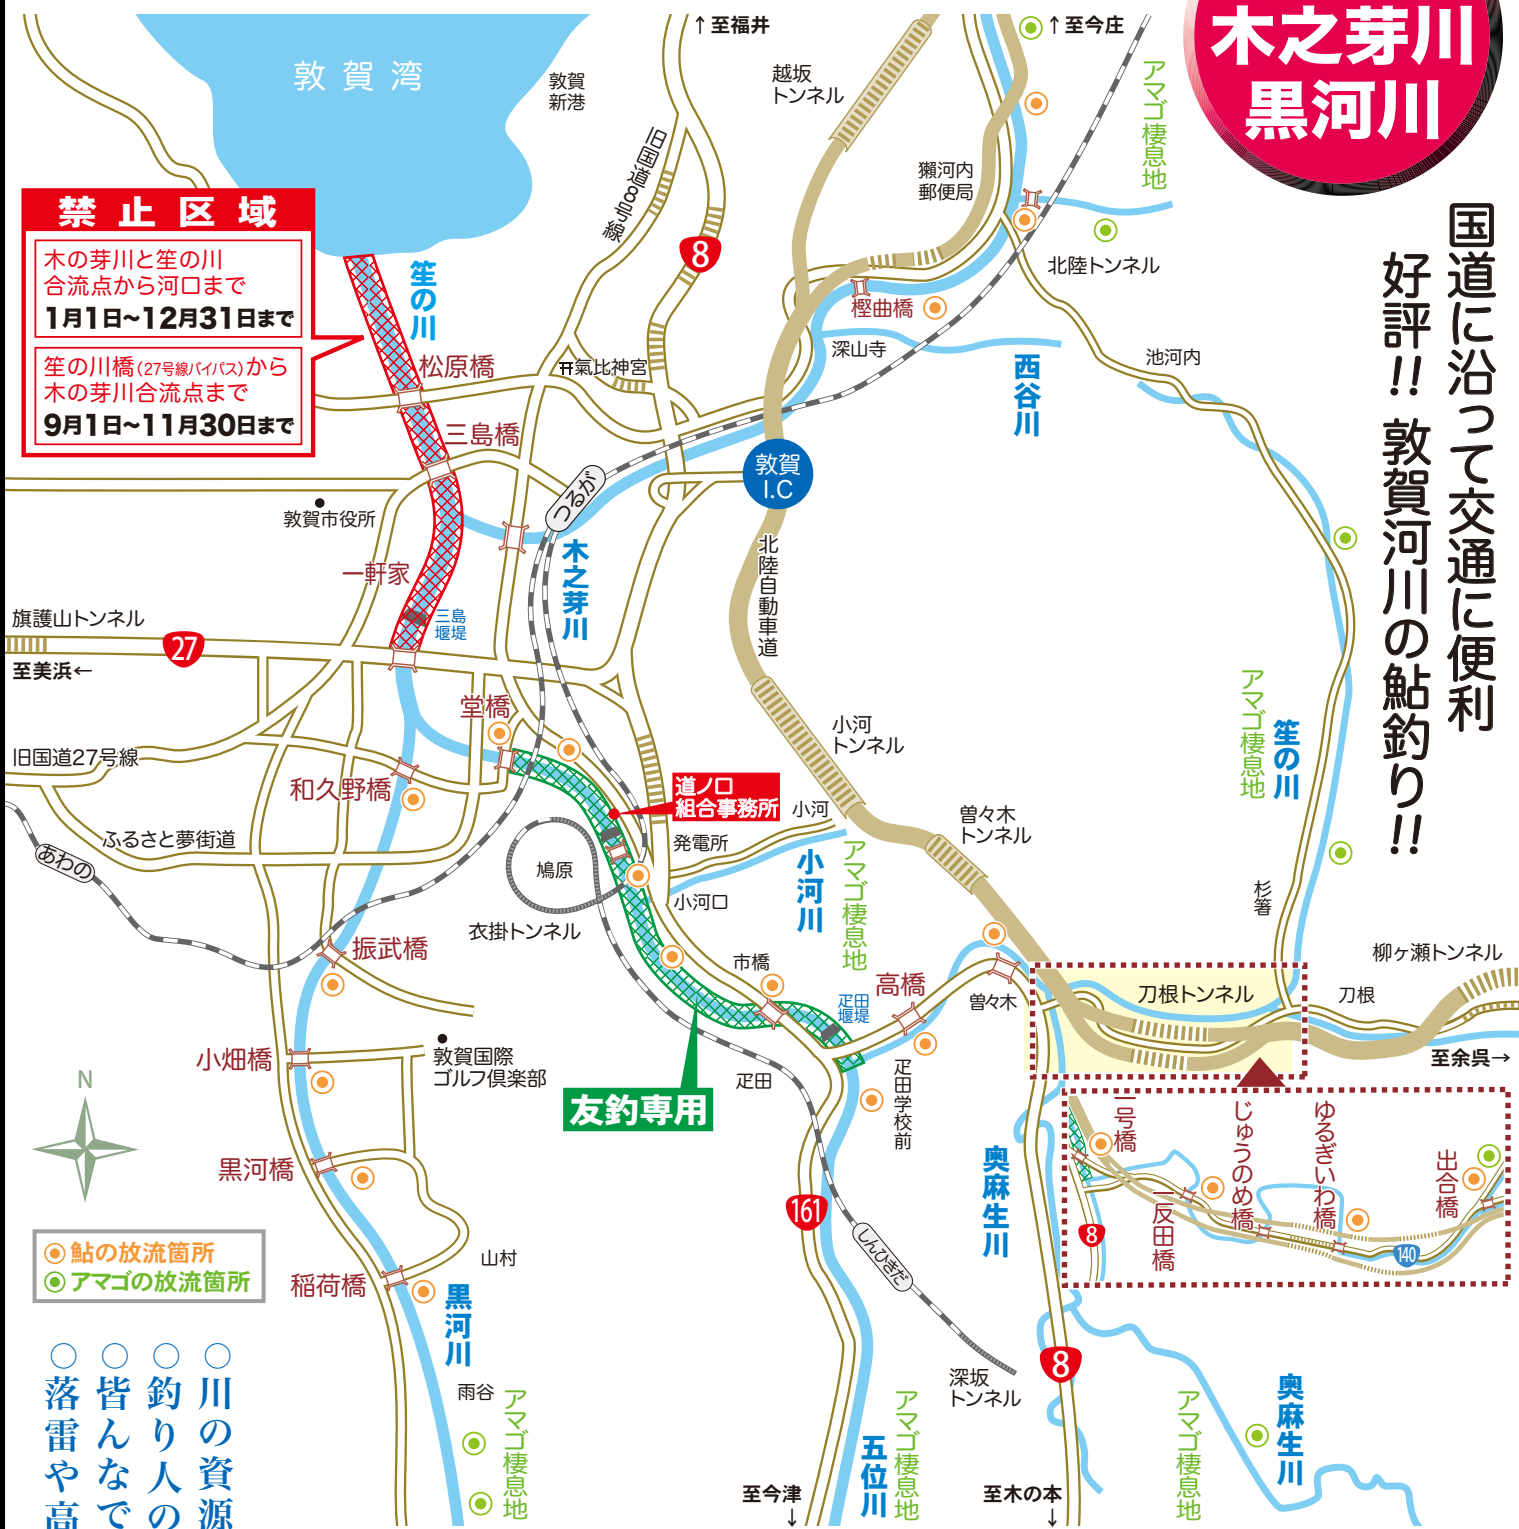 木之芽川
黒河川
国道に沿って交通に便利
好評!! 敦賀河川の鮎釣り!!
↑至福井
↑至今庄
敦賀湾
敦賀
新港
越坂
トンネル
アマゴ棲息地
旧国道8号線
獺河内
郵便局
8
北陸トンネル
禁止区域
木の芽川と笙の川
合流点から河口まで
1月1日〜12月31日まで
笙の川橋(27号線バイパス)から
木の芽川合流点まで
9月1日〜11月30日まで
笙の川
樫曲橋
深山寺
西谷川
池河内
松原橋
氣比神宮
三島橋
敦賀
I.C
つるが
敦賀市役所
木之芽川
北陸自動車道
一軒家
三島
堰堤
旗護山トンネル
27
至美浜←
堂橋
小河
トンネル
アマゴ棲息地
笙の川
旧国道27号線
和久野橋
道ノ口
組合事務所
小河
曽々木
トンネル
ふるさと夢街道
あわの
発電所
鳩原
小河川
アマゴ棲息地
小河口
杉箸
衣掛トンネル
振武橋
市橋
疋田
堰堤
高橋
曽々木
刀根トンネル
刀根
柳ヶ瀬トンネル
至余呉→
小畑橋
敦賀国際
ゴルフ倶楽部
疋田
疋田学校前
友釣専用
N
黒河橋
奥麻生川
一号橋
一反田橋
じゅうのめ橋
ゆるぎいわ橋
出合橋
8
140
161
しんひきだ
鮎の放流箇所
アマゴの放流箇所
山村
稲荷橋
黒河川
8
雨谷
アマゴ棲息地
深坂
トンネル
五位川
アマゴ棲息地
アマゴ棲息地
奥麻生川
至今津
↓
至木の本
↓
○川の資源
○釣り人の
○皆んなで
○落雷や高